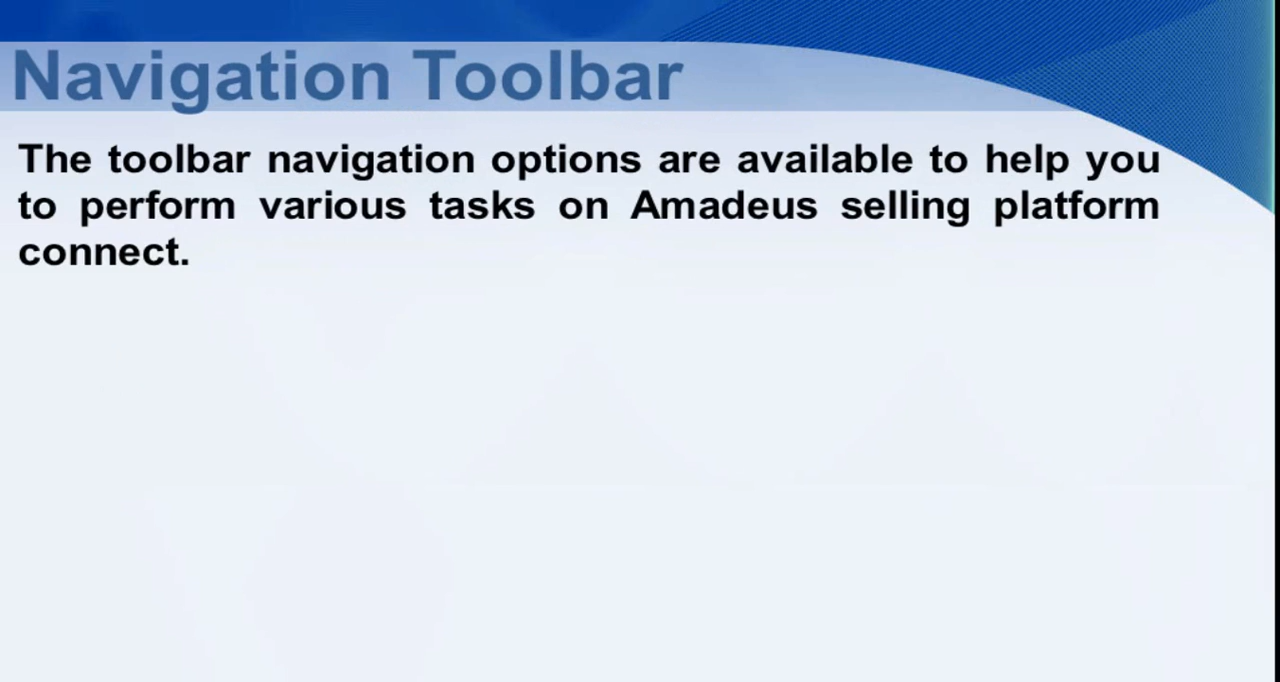 Navigation Toolbar
The toolbar navigation options are available to help you
to perform various tasks on Amadeus selling platform
connect.